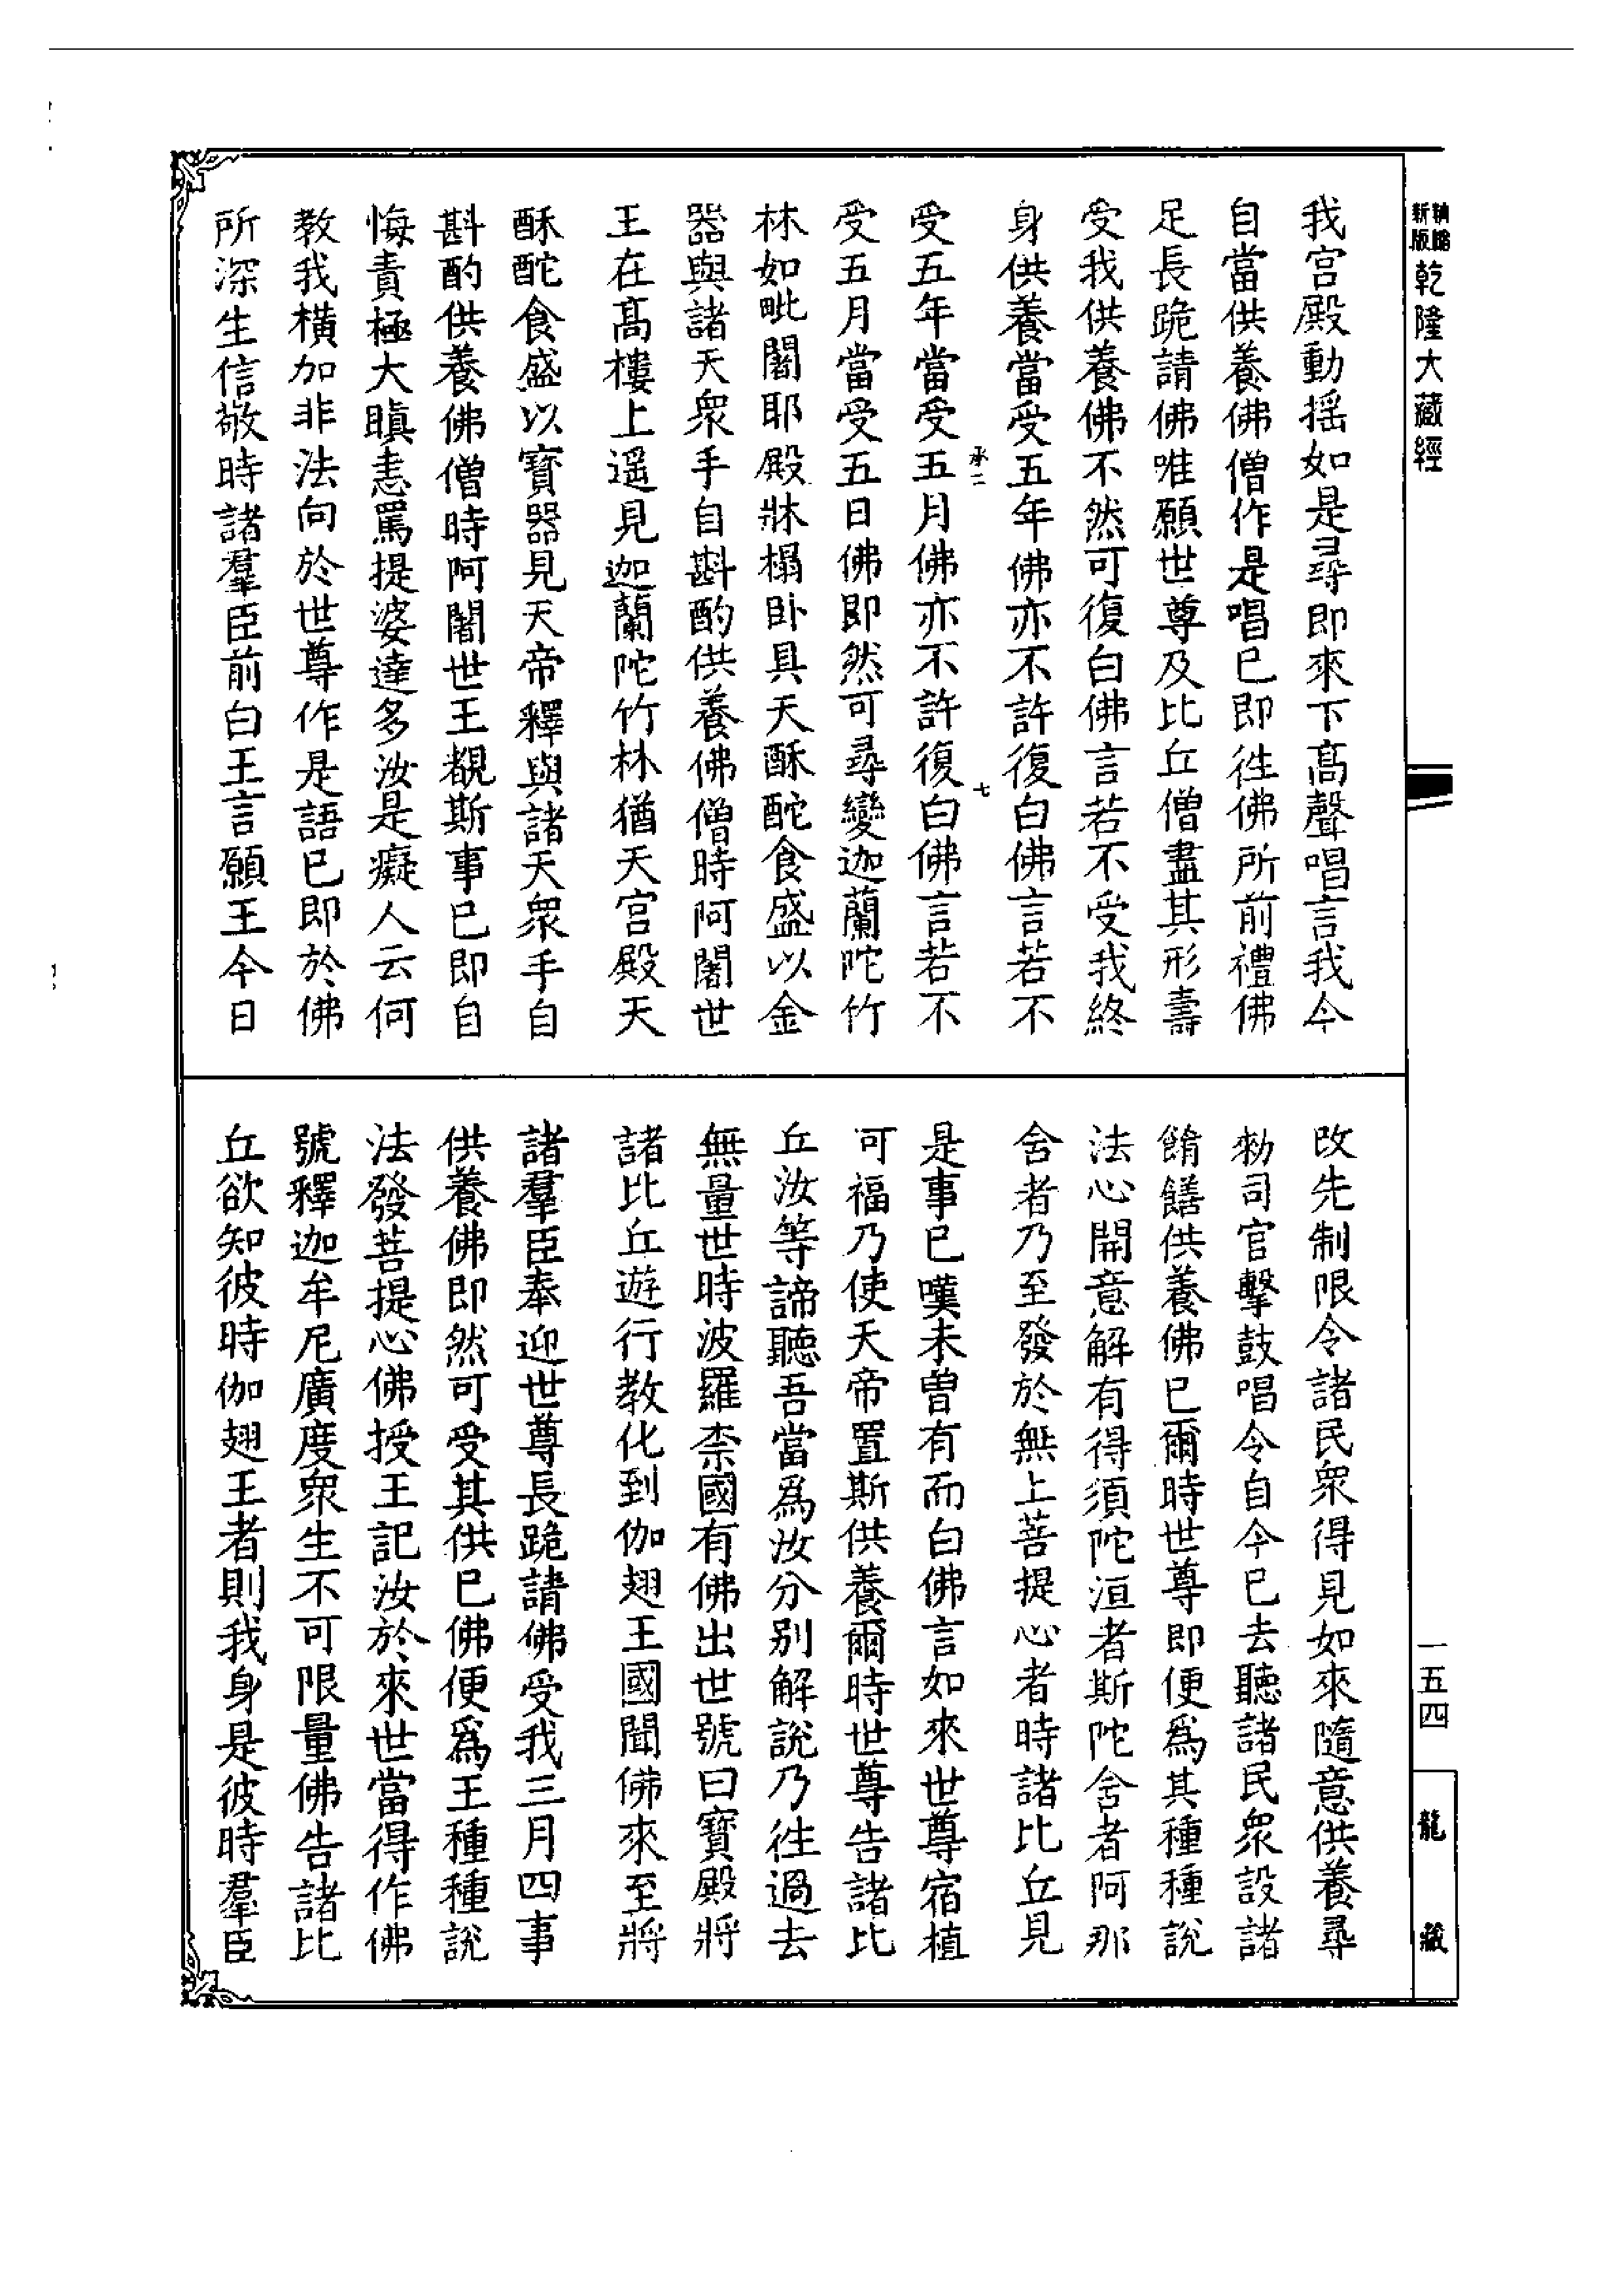 新版
縮
乾隆大藏經
我宮殿動搖如是尋即來下高聲唱言我今
自當供養佛僧作是唱已即往佛所前禮佛
足長跪請佛唯願世尊及比丘僧盡其形壽
受我供養佛不然可復白佛言若不受我終
身供養當受五年佛亦不許復白佛言若不
承二
七
受五年當受五月佛亦不許復白佛言若不
受五月當受五日佛即然可尋變迦蘭陀竹
林如毗闍耶殿牀榻卧具天酥酡食盛以金
器與諸天衆手自斟酌供養佛僧時阿闍世
王在高樓上遥見迦蘭陀竹林猶天宮殿天
酥酡食盛以寶器見天帝釋與諸天衆手自
斟酌供養佛僧時阿闍世王覩斯事已即自
悔責極大瞋恚罵提婆達多汝是癡人云何
教我橫加非法向於世尊作是語已即於佛
所深生信敬時諸羣臣前白王言願王今日
改先制限令諸民衆得見如來隨意供養尋
勑司官擊鼓唱令自今已去聽諸民衆設諸
餚饍供養佛已爾時世尊即便爲其種種說
法心開意解有得須陀洹者斯陀舍者阿那
舍者乃至發於無上菩提心者時諸比丘見
是事已嘆未曾有而白佛言如來世尊宿植
可福乃使天帝置斯供養爾時世尊告諸比
丘汝等諦聽吾當爲汝分别解說乃往過去
無量世時波羅柰國有佛出世號曰寶殿將
諸比丘遊行教化到伽翅王國聞佛來至將
諸羣臣奉迎世尊長跪請佛受我三月四事
供養佛即然可受其供已佛便爲王種種說
法發菩提心佛授王記汝於來世當得作佛
號釋迦牟尼廣度衆生不可限量佛告諸比
丘欲知彼時伽翅王者則我身是彼時羣臣
一五四
龍藏